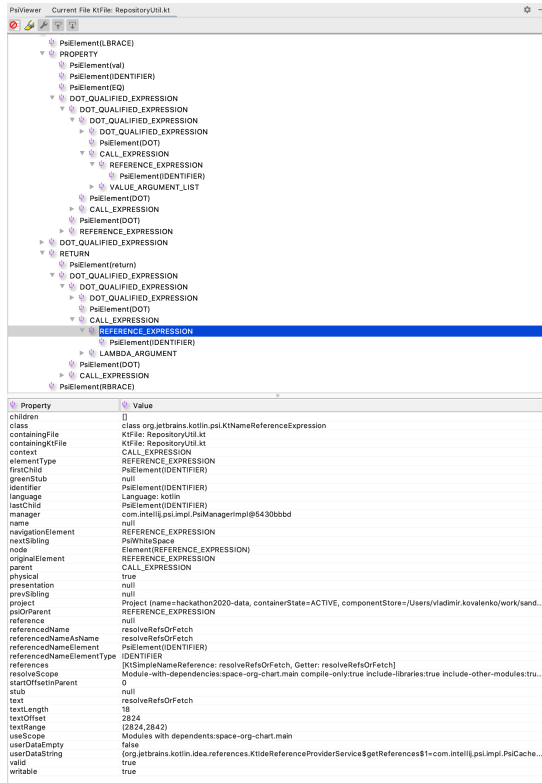 PsiViewer Current File KtFile: RepositoryUtil.kt
PsiElement(LBRACE)
PROPERTY
PsiElement(val)
PsiElement(IDENTIFIER)
PsiElement(EQ)
DOT_QUALIFIED_EXPRESSION
DOT_QUALIFIED_EXPRESSION
DOT_QUALIFIED_EXPRESSION
DOT_QUALIFIED_EXPRESSION
PsiElement(DOT)
CALL_EXPRESSION
REFERENCE_EXPRESSION
PsiElement(IDENTIFIER)
VALUE_ARGUMENT_LIST
PsiElement(DOT)
CALL_EXPRESSION
PsiElement(DOT)
REFERENCE_EXPRESSION
DOT_QUALIFIED_EXPRESSION
RETURN
PsiElement(return)
DOT_QUALIFIED_EXPRESSION
DOT_QUALIFIED_EXPRESSION
DOT_QUALIFIED_EXPRESSION
PsiElement(DOT)
CALL_EXPRESSION
REFERENCE_EXPRESSION
PsiElement(IDENTIFIER)
LAMBDA_ARGUMENT
PsiElement(DOT)
CALL_EXPRESSION
PsiElement(RBRACE)
Property Value
children []
class class org.jetbrains.kotlin.psi.KtNameReferenceExpression
containingFile KtFile: RepositoryUtil.kt
containingKtFile KtFile: RepositoryUtil.kt
context CALL_EXPRESSION
elementType REFERENCE_EXPRESSION
firstChild PsiElement(IDENTIFIER)
greenStub null
identifier PsiElement(IDENTIFIER)
language Language: kotlin
lastChild PsiElement(IDENTIFIER)
manager com.intellij.psi.impl.PsiManagerImpl@5430bbbd
name null
navigationElement REFERENCE_EXPRESSION
nextSibling PsiWhiteSpace
node Element(REFERENCE_EXPRESSION)
originalElement REFERENCE_EXPRESSION
parent CALL_EXPRESSION
physical true
presentation null
prevSibling null
project Project (name=hackathon2020-data, containerState=ACTIVE, componentStore=/Users/vladimir.kovalenko/work/sand...
psiOrParent REFERENCE_EXPRESSION
reference null
referencedName resolveRefsOrFetch
referencedNameAsName resolveRefsOrFetch
referencedNameElement PsiElement(IDENTIFIER)
referencedNameElementType IDENTIFIER
references [KtSimpleNameReference: resolveRefsOrFetch, Getter: resolveRefsOrFetch]
resolveScope Module-with-dependencies:space-org-chart.main compile-only:true include-libraries:true include-other-modules:tru...
startOffsetInParent 0
stub null
text resolveRefsOrFetch
textLength 18
textOffset 2824
textRange (2824,2842)
useScope Modules with dependents:space-org-chart.main
userDataEmpty false
userDataString {org.jetbrains.kotlin.idea.references.KtIdeReferenceProviderService$getReferences$1=com.intellij.psi.impl.PsiCache...
valid true
writable true